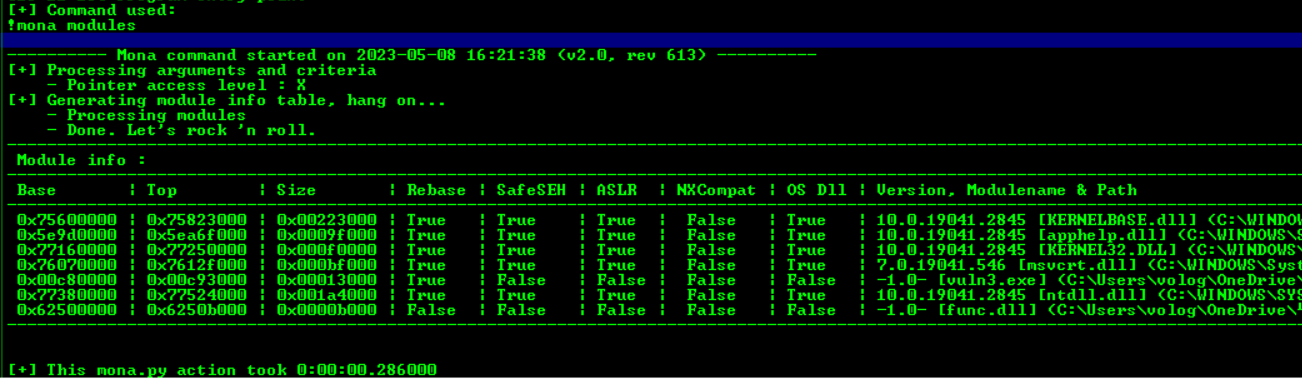 [+] Command used:
!mona modules
---------- Mona command started on 2023-05-08 16:21:38 (v2.0, rev 613) ----------
[+] Processing arguments and criteria
    - Pointer access level : X
[+] Generating module info table, hang on...
    - Processing modules
    - Done. Let's rock 'n roll.
Module info :
Base | Top | Size | Rebase | SafeSEH | ASLR | NXCompat | OS Dll | Version, Modulename & Path
0x75600000 | 0x75823000 | 0x00223000 | True | True | True | False | True | 10.0.19041.2845 [KERNELBASE.dll] (C:\WINDOW
0x5e9d0000 | 0x5ea6f000 | 0x0009f000 | True | True | True | False | True | 10.0.19041.2845 [apphelp.dll] (C:\WINDOWS\S
0x77160000 | 0x77250000 | 0x000f0000 | True | True | True | False | True | 10.0.19041.2845 [KERNEL32.DLL] (C:\WINDOWS\
0x76070000 | 0x7612f000 | 0x000bf000 | True | True | True | False | True | 7.0.19041.546 [msvcrt.dll] (C:\WINDOWS\Syst
0x00c80000 | 0x00c93000 | 0x00013000 | True | False | False | False | False | -1.0- [vuln3.exe] (C:\Users\volog\OneDrive\
0x77380000 | 0x77524000 | 0x001a4000 | True | True | True | False | True | 10.0.19041.2845 [ntdll.dll] (C:\WINDOWS\SYS
0x62500000 | 0x6250b000 | 0x0000b000 | False | False | False | False | False | -1.0- [func.dll] (C:\Users\volog\OneDrive\
[+] This mona.py action took 0:00:00.286000